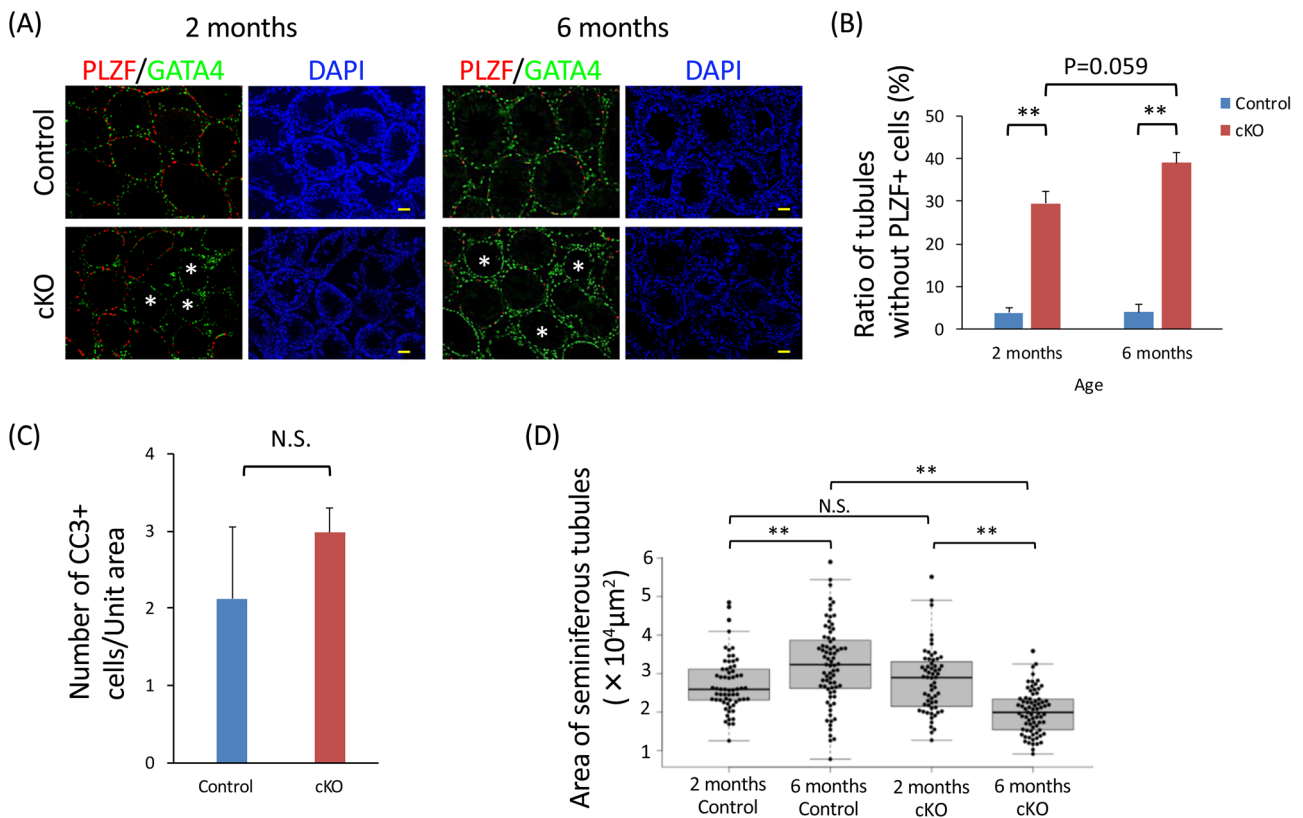 (A)
2 months
6 months
PLZF/GATA4
DAPI
PLZF/GATA4
DAPI
Control
cKO
*
*
*
*
*
*
(B)
P=0.059
**
**
Control
cKO
Ratio of tubules
without PLZF+ cells (%)
50
40
30
20
10
0
2 months
6 months
Age
(C)
N.S.
Number of CC3+
cells/Unit area
4
3
2
1
0
Control
cKO
(D)
**
N.S.
**
**
Area of seminiferous tubules
(×10⁴µm²)
6
5
4
3
2
1
2 months
Control
6 months
Control
2 months
cKO
6 months
cKO